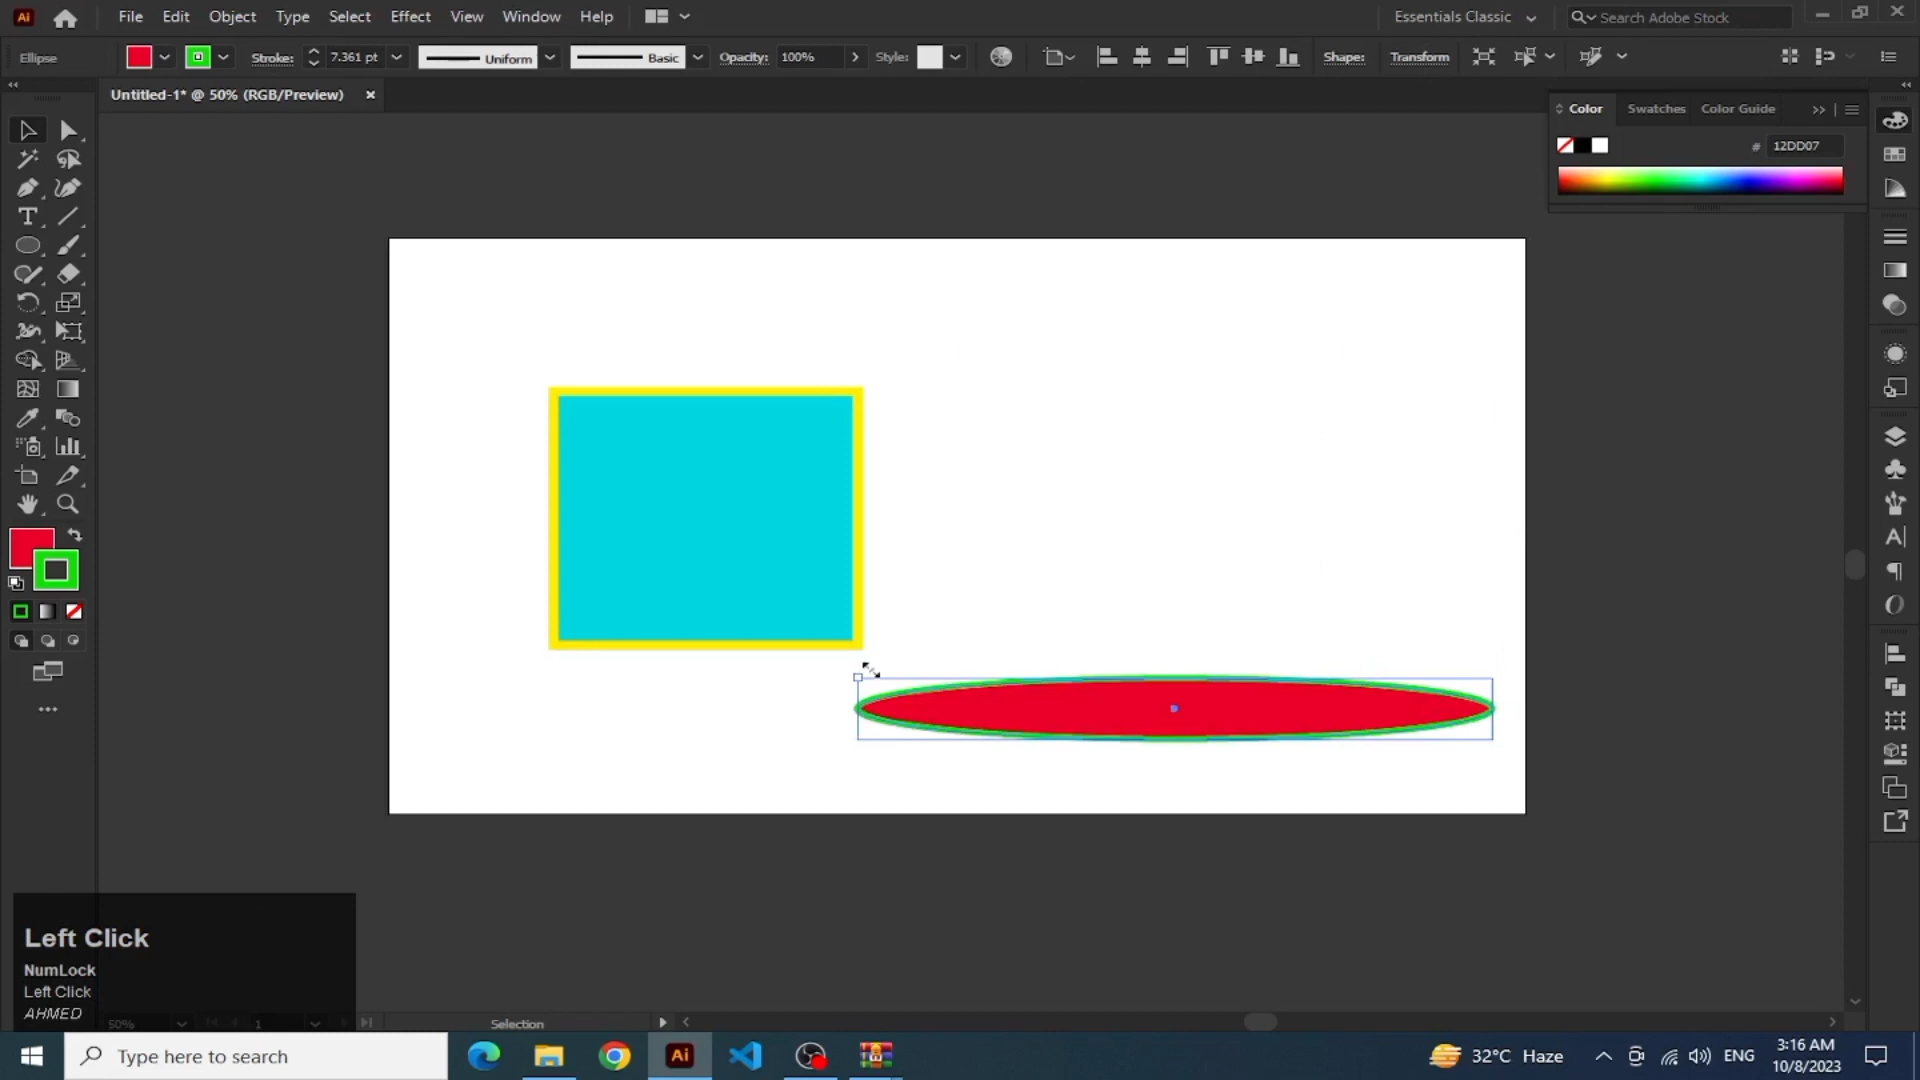 Ai File Edit Object Type Select Effect View Window Help Essentials Classic Search Adobe Stock
Ellipse Stroke: 7.361 pt Uniform Basic Opacity: 100% Style: Shape: Transform
Untitled-1* @ 50% (RGB/Preview)
Color Swatches Color Guide
# 12DD07
Left Click
NumLock
Left Click
AHMED
50% 1 Selection
Type here to search
Ai
32°C Haze
ENG
3:16 AM
10/8/2023